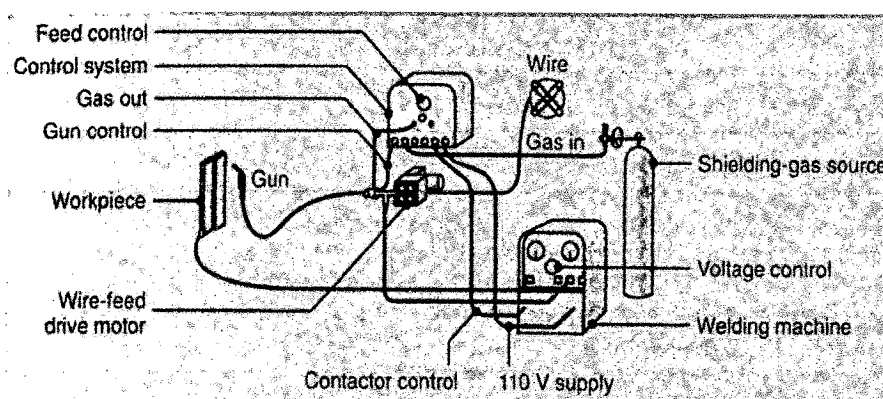 Feed control
Control system
Wire
Gas out
Gun control
Gas in
Shielding-gas source
Gun
Workpiece
Voltage control
Wire-feed
drive motor
Welding machine
Contactor control
110 V supply